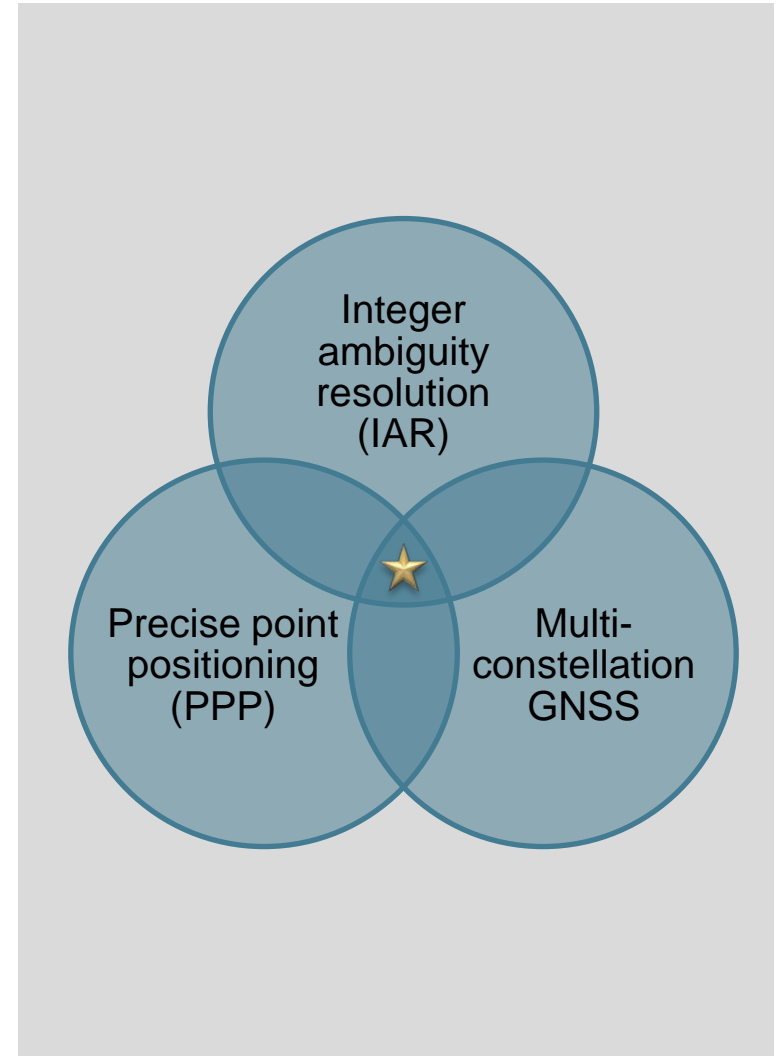 Integer
ambiguity
resolution
(IAR)
Precise point
positioning
(PPP)
Multi-
constellation
GNSS